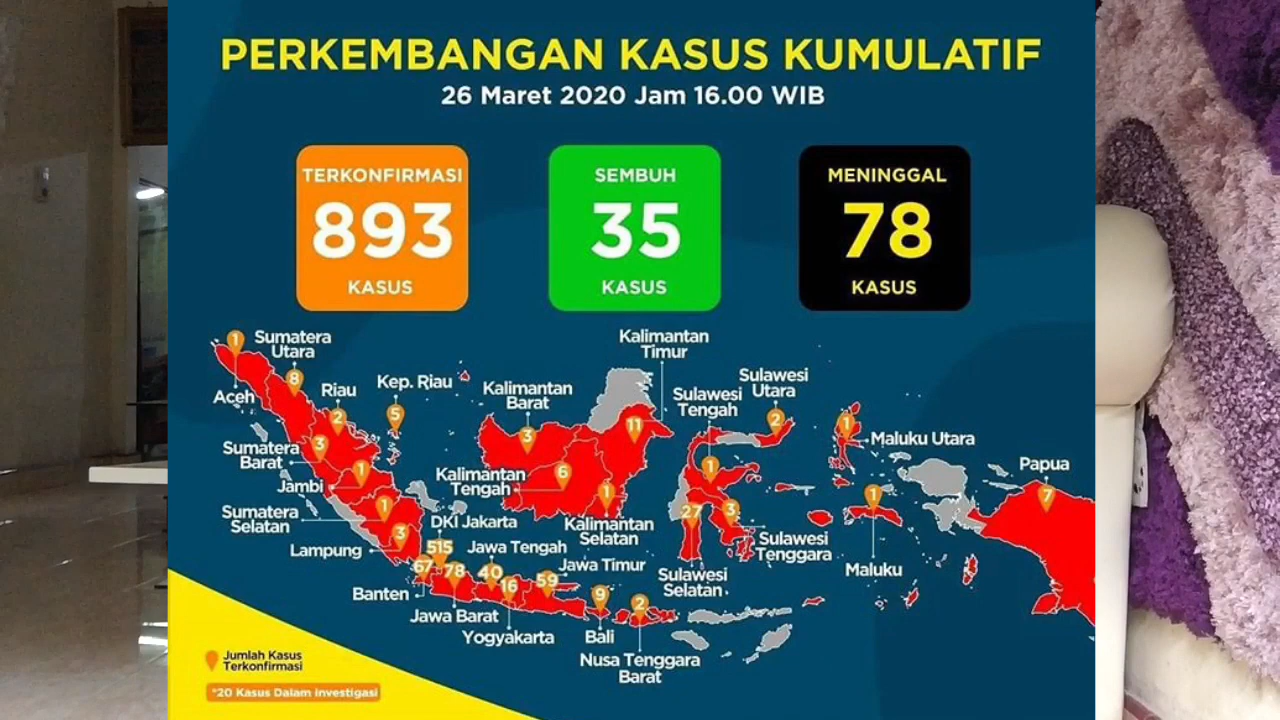 PERKEMBANGAN KASUS KUMULATIF
26 Maret 2020 Jam 16.00 WIB
TERKONFIRMASI
893
KASUS
SEMBUH
35
KASUS
MENINGGAL
78
KASUS
1
Aceh
Sumatera
Utara
8
Riau
2
Kep. Riau
5
Sumatera
Barat
3
Jambi
1
Sumatera
Selatan
1
Lampung
3
Kalimantan
Barat
3
Kalimantan
Timur
11
Kalimantan
Tengah
6
Kalimantan
Selatan
1
Sulawesi
Tengah
1
Sulawesi
Utara
2
27
Sulawesi
Selatan
3
Sulawesi
Tenggara
1
Maluku Utara
1
Maluku
Papua
7
DKI Jakarta
515
67
Banten
78
Jawa Barat
Jawa Tengah
40
16
Yogyakarta
Jawa Timur
59
9
Bali
2
Nusa Tenggara
Barat
Jumlah Kasus
Terkonfirmasi
*20 Kasus Dalam Investigasi